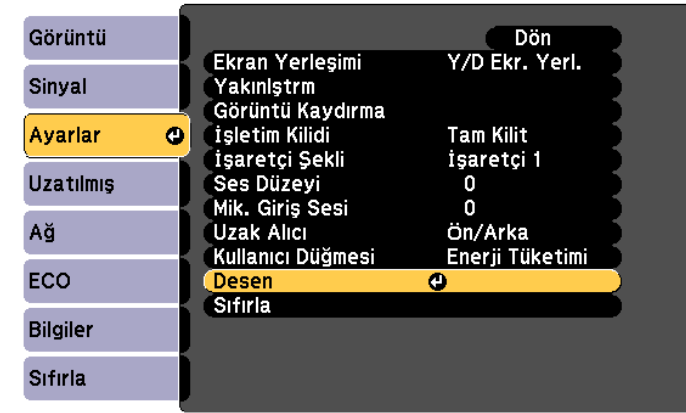 Görüntü
Sinyal
Ayarlar
Uzatılmış
Ağ
ECO
Bilgiler
Sıfırla
Dön
Ekran Yerleşimi Y/D Ekr. Yerl.
Yakınlştrm
Görüntü Kaydırma
İşletim Kilidi Tam Kilit
İşaretçi Şekli İşaretçi 1
Ses Düzeyi 0
Mik. Giriş Sesi 0
Uzak Alıcı Ön/Arka
Kullanıcı Düğmesi Enerji Tüketimi
Desen
Sıfırla